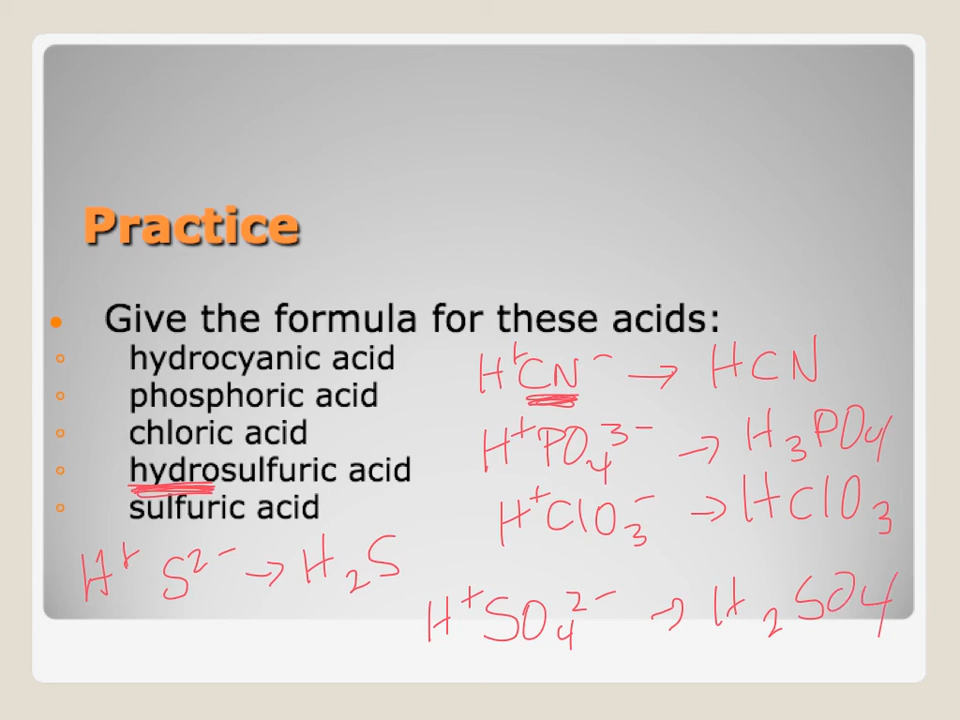 Practice
Give the formula for these acids:
hydrocyanic acid
H⁺CN⁻ → HCN
phosphoric acid
H⁺PO₄³⁻ → H₃PO₄
chloric acid
H⁺ClO₃⁻ → HClO₃
hydrosulfuric acid
sulfuric acid
H⁺ S²⁻ → H₂S
H⁺SO₄²⁻ → H₂SO₄